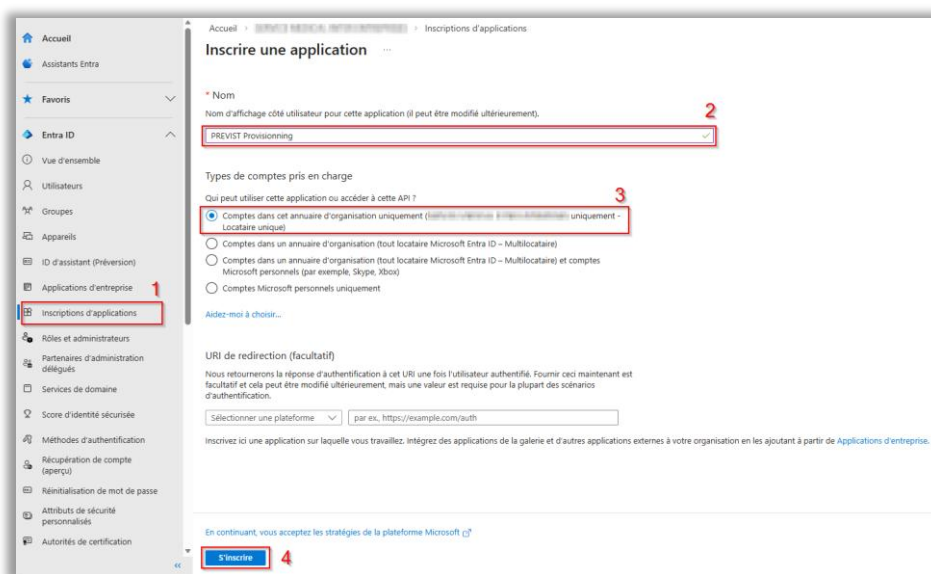 Accueil
Assistants Entra
Favoris
Entra ID
Vue d'ensemble
Utilisateurs
Groupes
Appareils
ID d'assistant (Préversion)
Applications d'entreprise
1
Inscriptions d'applications
Rôles et administrateurs
Partenaires d'administration
délégués
Services de domaine
Score d'identité sécurisée
Méthodes d'authentification
Récupération de compte
(aperçu)
Réinitialisation de mot de passe
Attributs de sécurité
personnalisés
Autorités de certification
«
Accueil > > Inscriptions d'applications
Inscrire une application ...
* Nom
Nom d'affichage côté utilisateur pour cette application (il peut être modifié ultérieurement).
2
PREVIST Provisionning
Types de comptes pris en charge
Qui peut utiliser cette application ou accéder à cette API ?
3
Comptes dans cet annuaire d'organisation uniquement ( uniquement -
Locataire unique)
Comptes dans un annuaire d'organisation (tout locataire Microsoft Entra ID – Multilocataire)
Comptes dans un annuaire d'organisation (tout locataire Microsoft Entra ID – Multilocataire) et comptes
Microsoft personnels (par exemple, Skype, Xbox)
Comptes Microsoft personnels uniquement
Aidez-moi à choisir...
URI de redirection (facultatif)
Nous retournerons la réponse d'authentification à cet URI une fois l'utilisateur authentifié. Fournir ceci maintenant est
facultatif et cela peut être modifié ultérieurement, mais une valeur est requise pour la plupart des scénarios
d'authentification.
Sélectionner une plateforme
par ex., https://example.com/auth
Inscrivez ici une application sur laquelle vous travaillez. Intégrez des applications de la galerie et d'autres applications externes à votre organisation en les ajoutant à partir de Applications d'entreprise.
En continuant, vous acceptez les stratégies de la plateforme Microsoft
S'inscrire
4